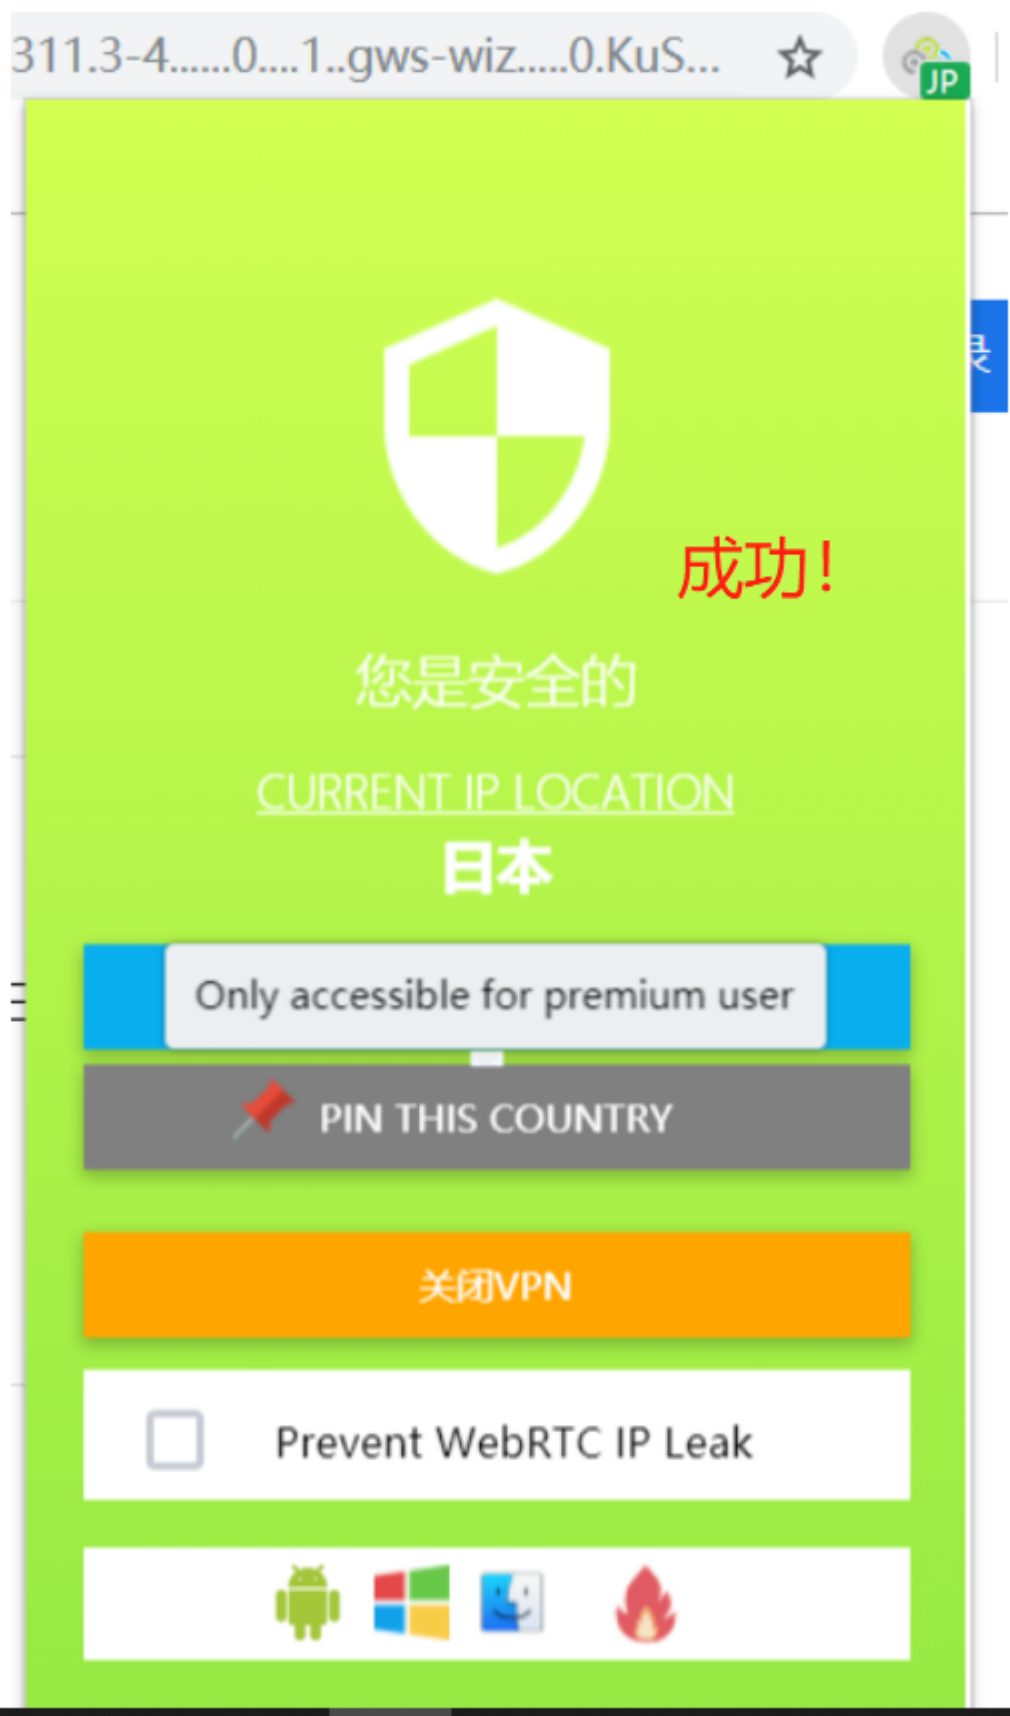 311.3-4......0....1..gws-wiz.....0.KuS...
JP
录
成功!
您是安全的
CURRENT IP LOCATION
日本
Only accessible for premium user
PIN THIS COUNTRY
关闭VPN
Prevent WebRTC IP Leak